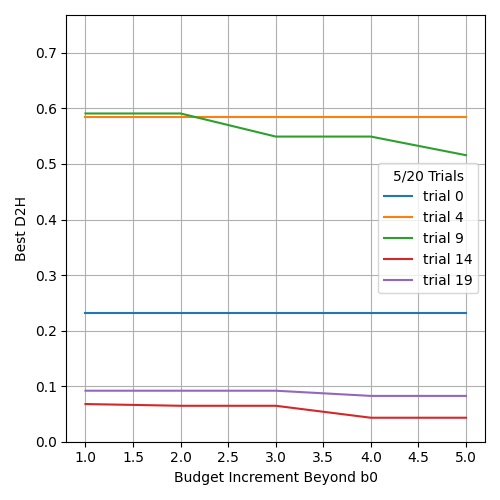 Best D2H
0.7
0.6
0.5
0.4
0.3
0.2
0.1
0.0
5/20 Trials
trial 0
trial 4
trial 9
trial 14
trial 19
1.0 1.5 2.0 2.5 3.0 3.5 4.0 4.5 5.0
Budget Increment Beyond b0